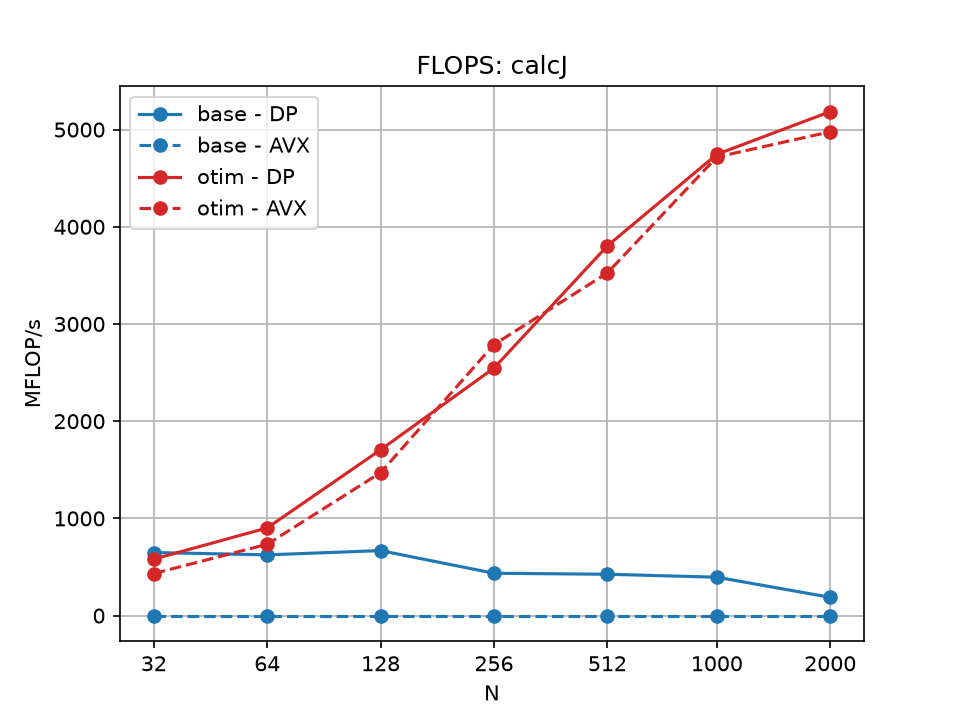 FLOPS: calcJ
base - DP
base - AVX
otim - DP
otim - AVX
MFLOP/s
5000
4000
3000
2000
1000
0
32 64 128 256 512 1000 2000
N